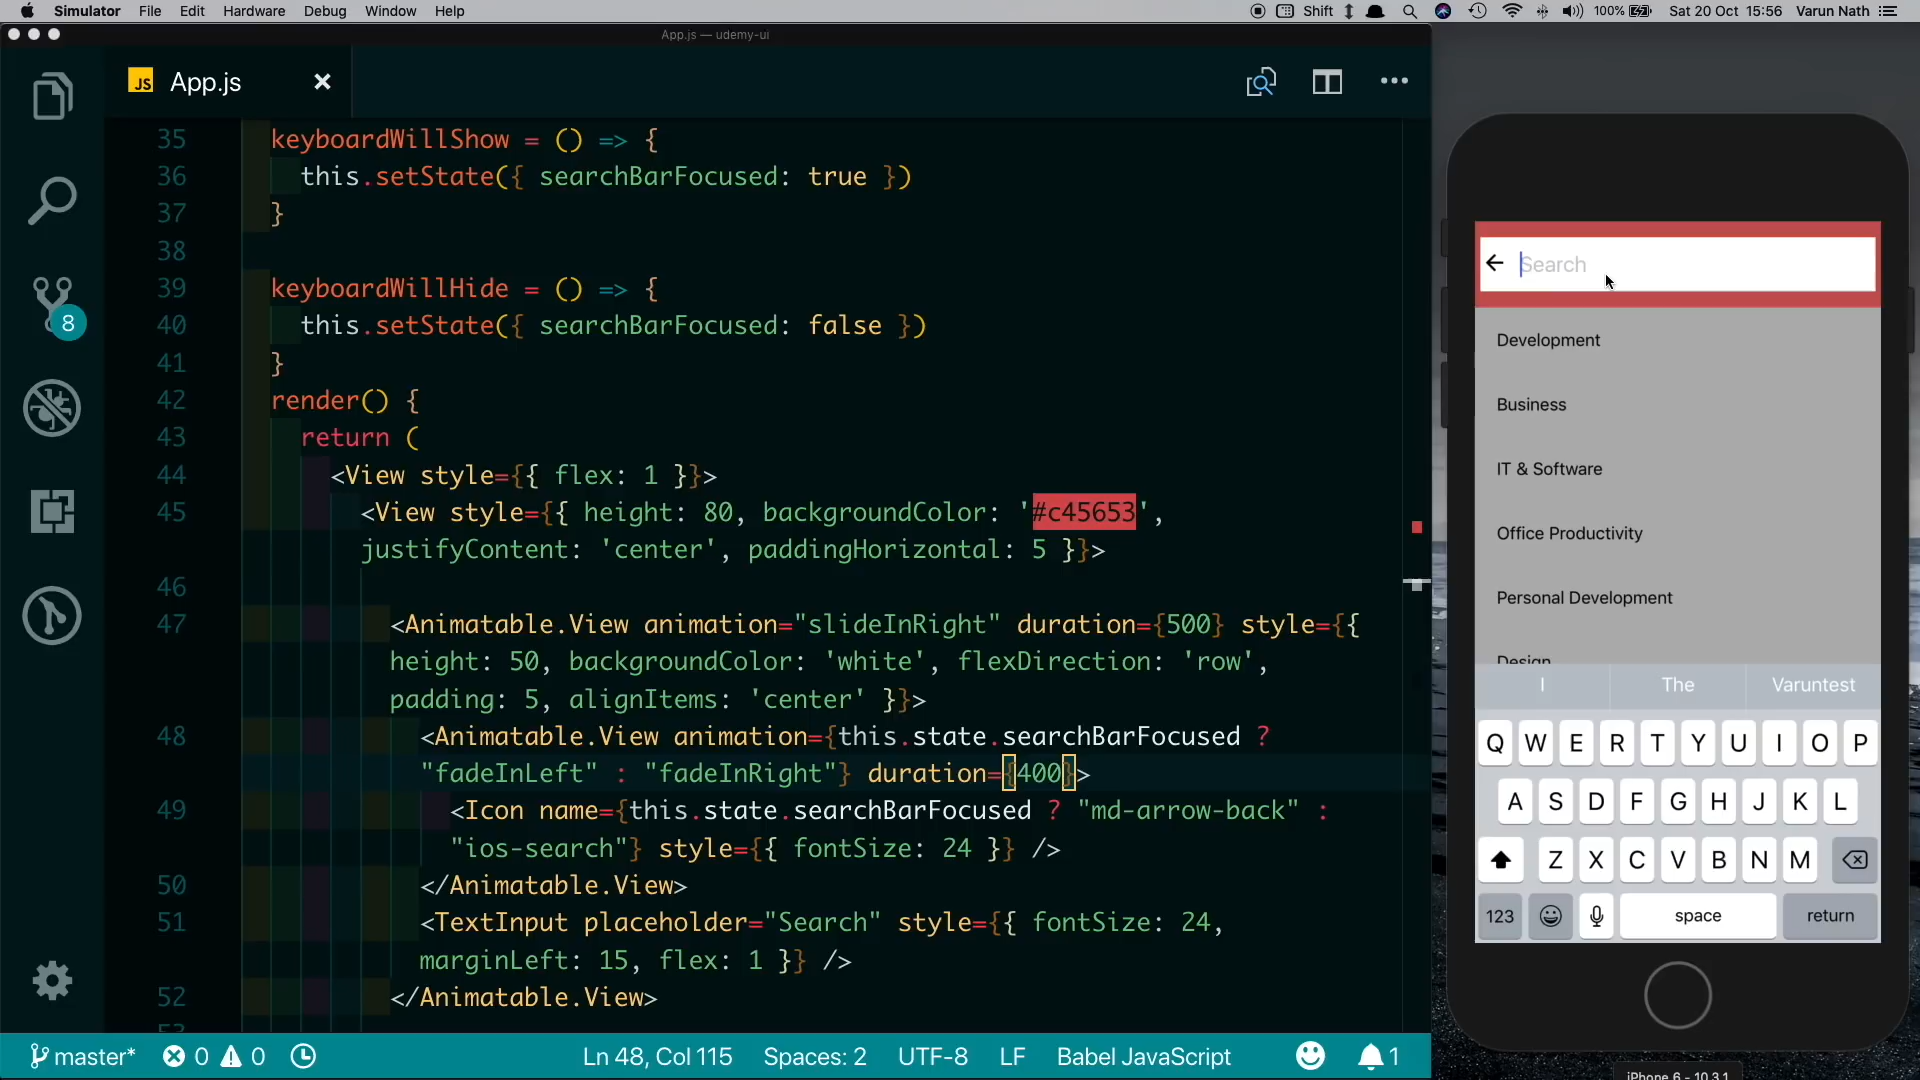 Simulator File Edit Hardware Debug Window Help Shift 100% Sat 20 Oct 15:56 Varun Nath
App.js — udemy-ui
JS App.js
35 keyboardWillShow = () => {
36 this.setState({ searchBarFocused: true })
37 }
38
39 keyboardWillHide = () => {
40 this.setState({ searchBarFocused: false })
41 }
42 render() {
43 return (
44 <View style={{ flex: 1 }}>
45 <View style={{ height: 80, backgroundColor: '#c45653',
justifyContent: 'center', paddingHorizontal: 5 }}>
46
47 <Animatable.View animation="slideInRight" duration={500} style={{
height: 50, backgroundColor: 'white', flexDirection: 'row',
padding: 5, alignItems: 'center' }}>
48 <Animatable.View animation={this.state.searchBarFocused ?
"fadeInLeft" : "fadeInRight"} duration={400}>
49 <Icon name={this.state.searchBarFocused ? "md-arrow-back" :
"ios-search"} style={{ fontSize: 24 }} />
50 </Animatable.View>
51 <TextInput placeholder="Search" style={{ fontSize: 24,
marginLeft: 15, flex: 1 }} />
52 </Animatable.View>
8
master* 0 0 Ln 48, Col 115 Spaces: 2 UTF-8 LF Babel JavaScript 1
Search
Development
Business
IT & Software
Office Productivity
Personal Development
Design
I The Varuntest
Q W E R T Y U I O P
A S D F G H J K L
Z X C V B N M
123 space return
iPhone 6 - 10.3.1